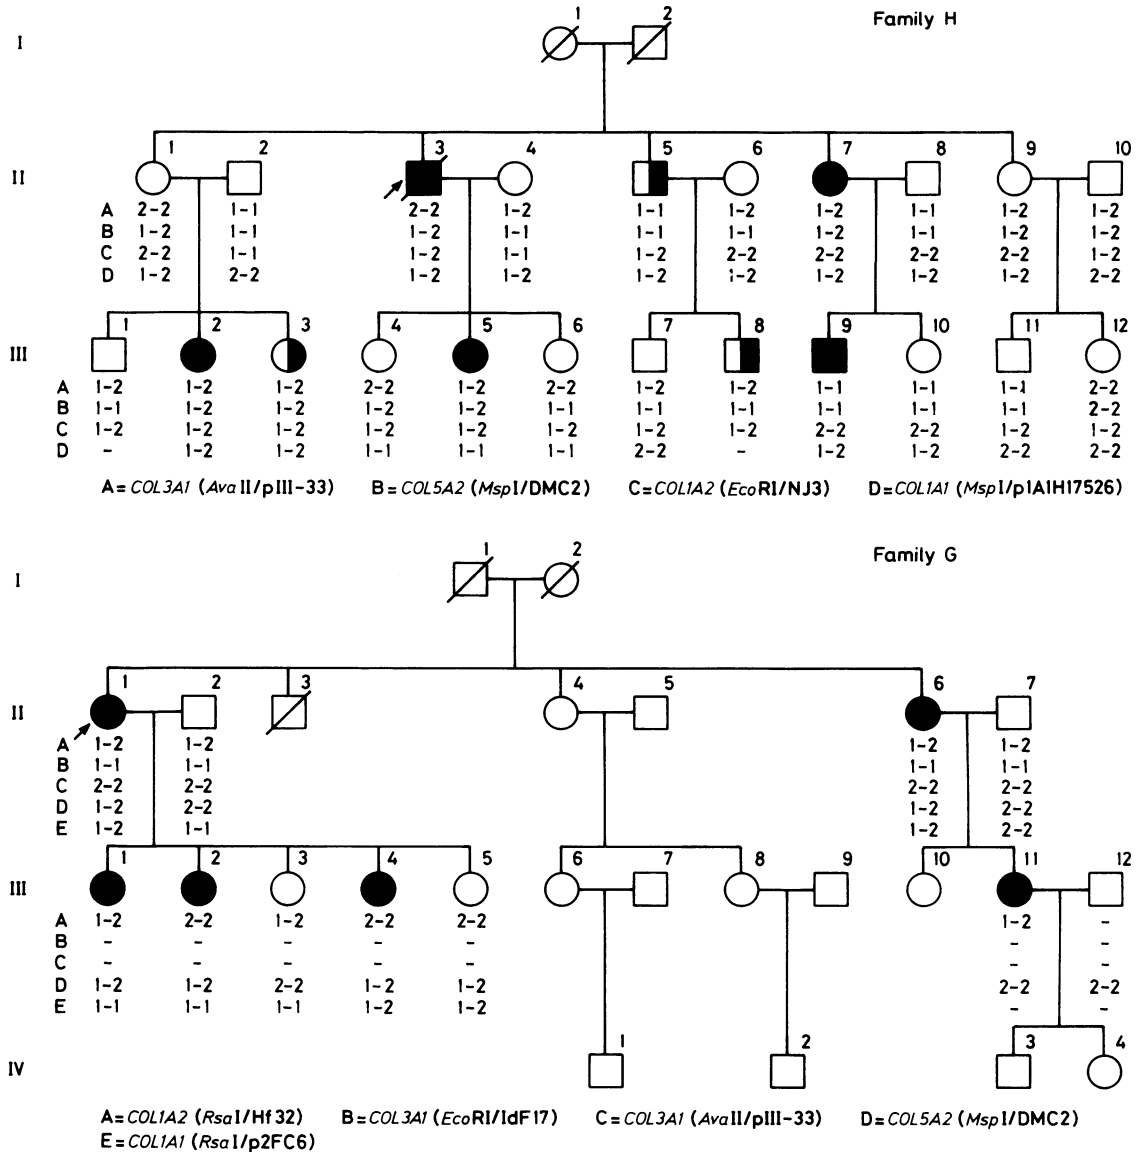 Family H
I
1 2
II
1 2 3 4 5 6 7 8 9 10
A 2-2 1-1 2-2 1-2 1-1 1-2 1-2 1-1 1-2 1-2
B 1-2 1-1 1-2 1-1 1-1 1-1 1-2 1-1 1-2 1-2
C 2-2 1-1 1-2 1-1 1-2 2-2 2-2 2-2 2-2 1-1
D 1-2 2-2 1-2 1-2 1-2 1-2 1-2 1-2 1-2 2-2
III
1 2 3 4 5 6 7 8 9 10 11 12
A 1-2 1-2 1-2 2-2 1-2 2-2 1-2 1-2 1-1 1-1 1-1 2-2
B 1-1 1-2 1-2 1-2 1-2 1-1 1-1 1-1 1-1 1-1 1-1 2-2
C 1-2 1-2 1-2 1-2 1-2 1-2 1-2 1-2 2-2 2-2 1-2 1-2
D - 1-2 1-2 1-1 1-1 1-1 2-2 - 1-2 1-2 2-2 2-2
A = COL3A1 (AvaII/pIII-33) B = COL5A2 (MspI/DMC2) C = COL1A2 (EcoRI/NJ3) D = COL1A1 (MspI/p1A1H17526)
Family G
I
1 2
II
1 2 3 4 5 6 7
A 1-2 1-2 1-2 1-2
B 1-1 1-1 1-1 1-1
C 2-2 2-2 2-2 2-2
D 1-2 2-2 1-2 2-2
E 1-2 1-1 1-2 2-2
III
1 2 3 4 5 6 7 8 9 10 11 12
A 1-2 2-2 1-2 2-2 2-2 1-2 -
B - - - - - - -
C - - - - - - -
D 1-2 1-2 2-2 1-2 1-2 2-2 2-2
E 1-1 1-1 1-1 1-2 1-2 - -
IV
1 2 3 4
A = COL1A2 (RsaI/Hf32) B = COL3A1 (EcoRI/IdF17) C = COL3A1 (AvaII/pIII-33) D = COL5A2 (MspI/DMC2)
E = COL1A1 (RsaI/p2FC6)